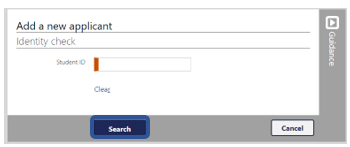 Add a new applicant
Identity check
Student ID
Clear
Search
Cancel
Guidance